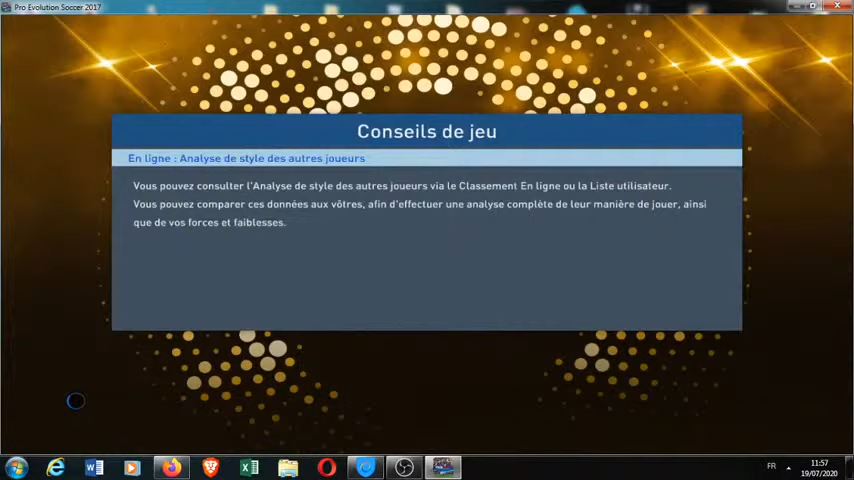 Pro Evolution Soccer 2017
Conseils de jeu
En ligne : Analyse de style des autres joueurs
Vous pouvez consulter l'Analyse de style des autres joueurs via le Classement En ligne ou la Liste utilisateur.
Vous pouvez comparer ces données aux vôtres, afin d'effectuer une analyse complète de leur manière de jouer, ainsi
que de vos forces et faiblesses.
FR
11:57
19/07/2020